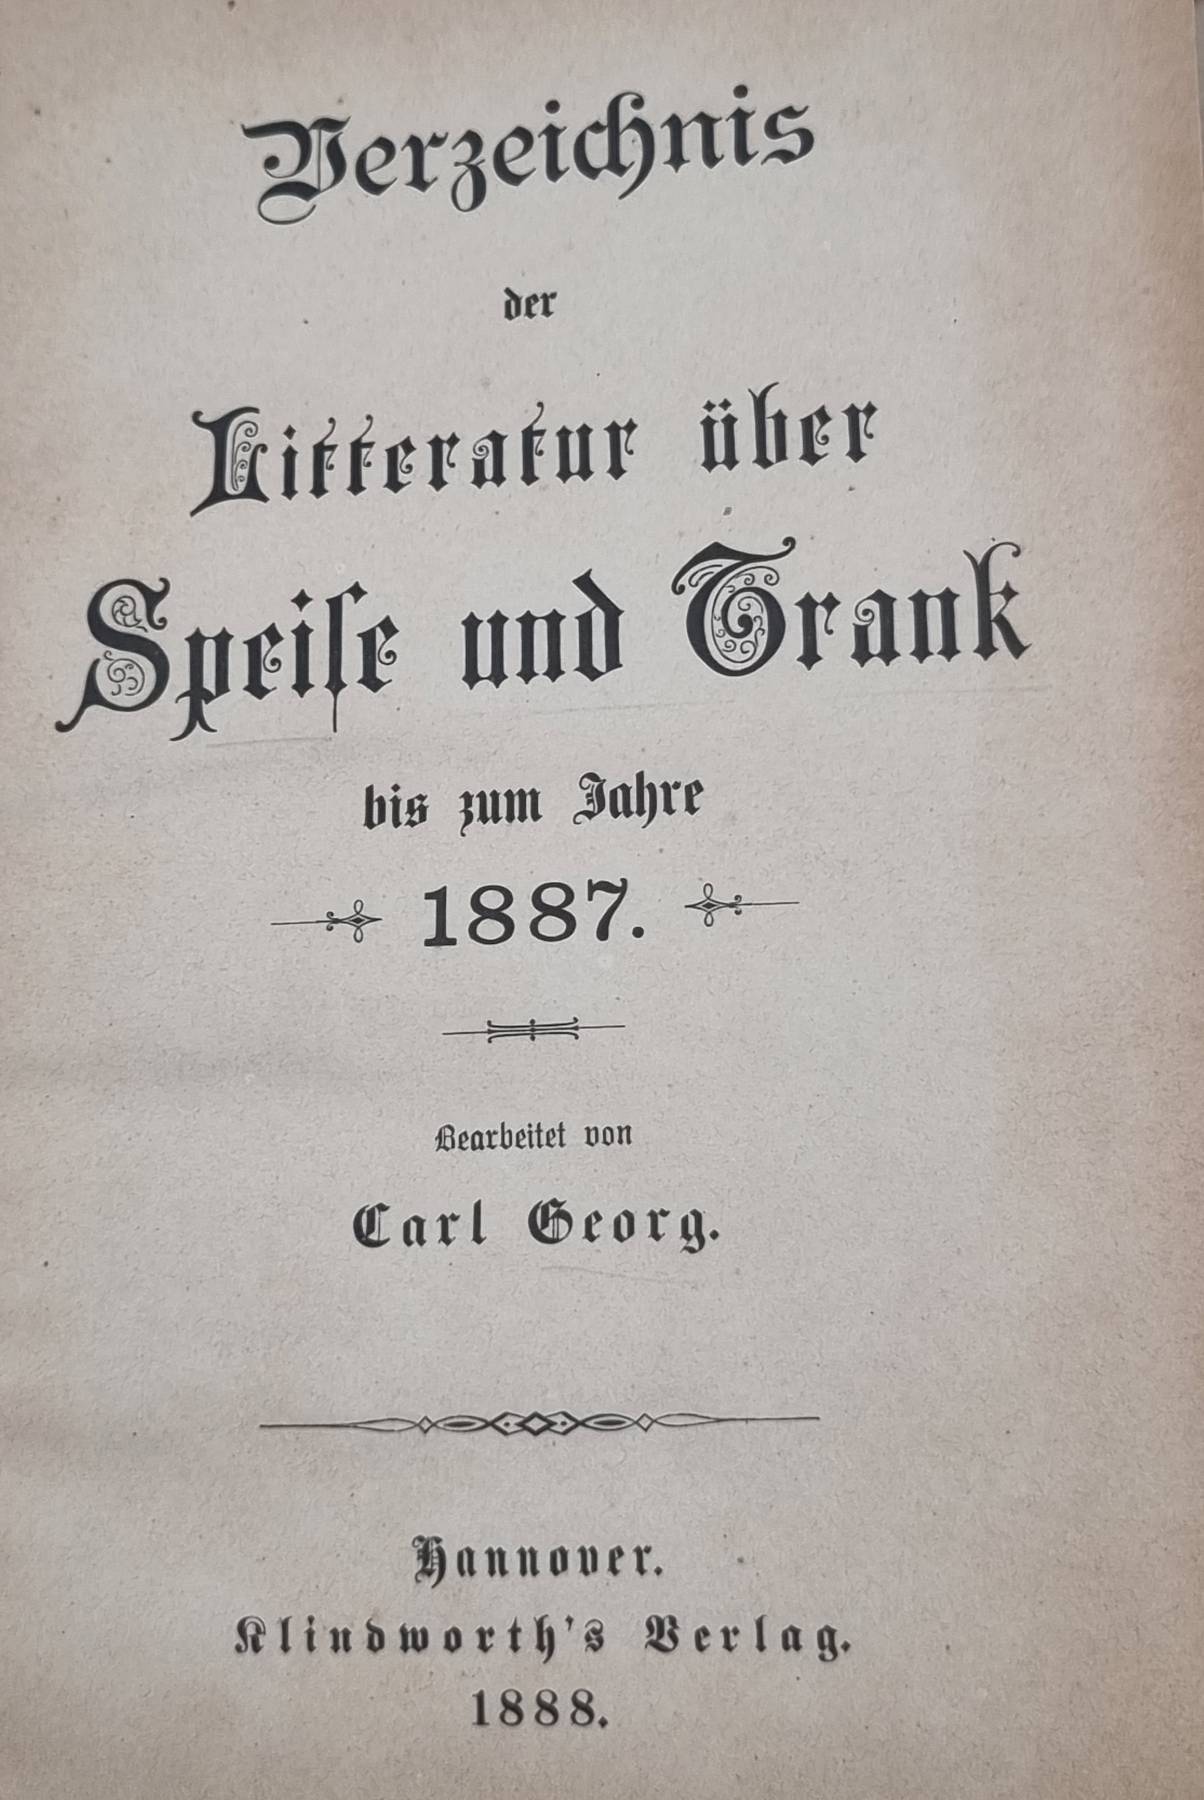 Verzeichnis
der
Litteratur über
Speiſe und Trank
bis zum Jahre
1887.
Bearbeitet von
Carl Georg.
Hannover.
Klindworth's Verlag.
1888.